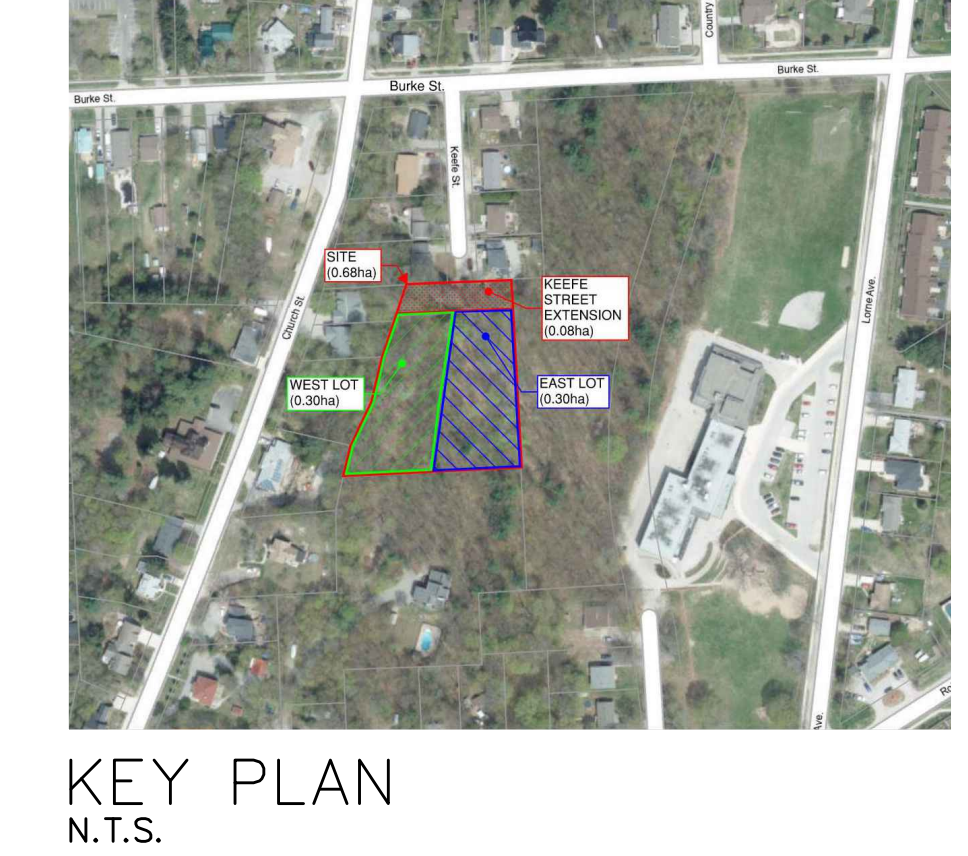 Country
Burke St.
Burke St.
Burke St.
Keefe St.
SITE
(0.68ha)
KEEFE
STREET
EXTENSION
(0.08ha)
Church St.
Lorne Ave.
WEST LOT
(0.30ha)
EAST LOT
(0.30ha)
Ro
Ave.
KEY PLAN
N.T.S.